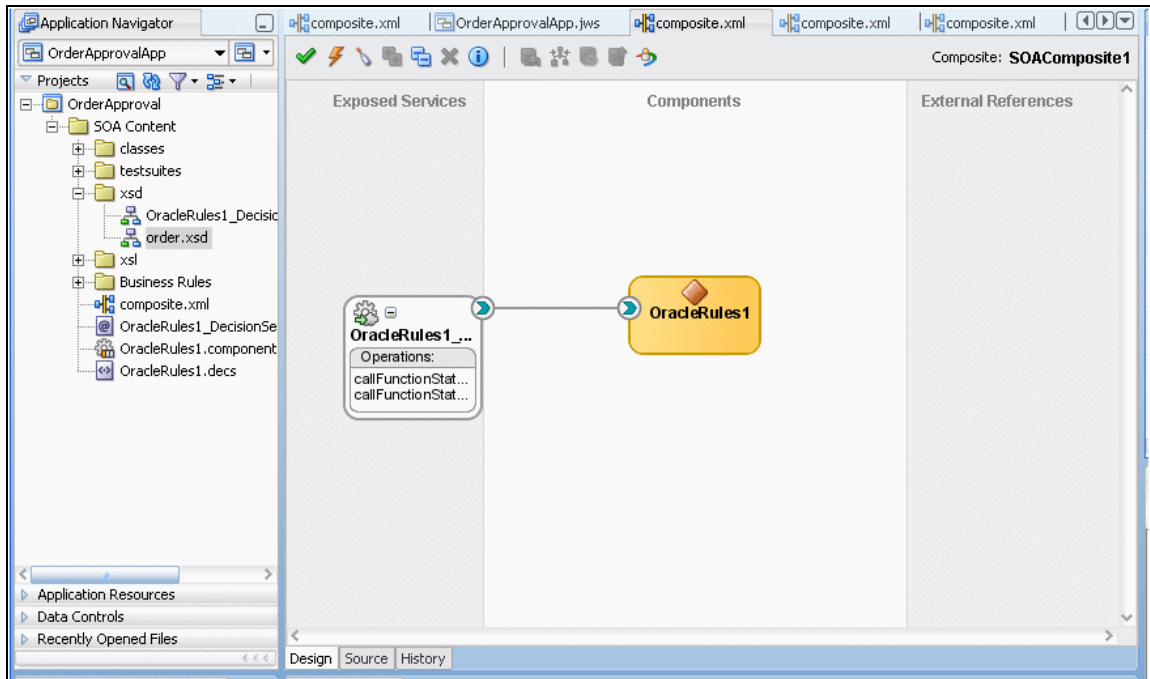 Application Navigator
composite.xml
OrderApprovalApp.jws
composite.xml
composite.xml
composite.xml
OrderApprovalApp
Composite: SOAComposite1
Projects
OrderApproval
SOA Content
classes
testsuites
xsd
OracleRules1_Decisic
order.xsd
xsl
Business Rules
composite.xml
OracleRules1_DecisionSe
OracleRules1.component
OracleRules1.decs
Exposed Services
Components
External References
OracleRules1_...
Operations:
callFunctionStat...
callFunctionStat...
OracleRules1
Application Resources
Data Controls
Recently Opened Files
Design Source History